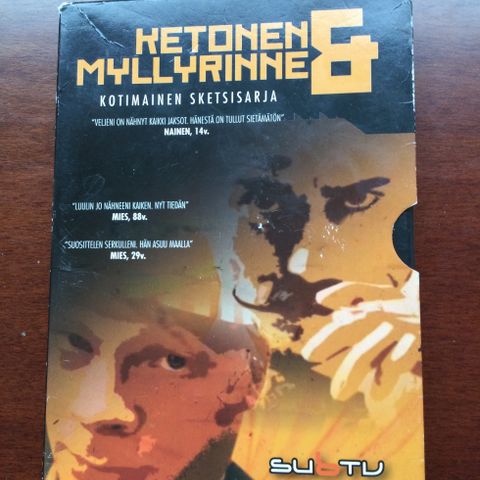 KETONEN
MYLLYRINNE &
KOTIMAINEN SKETSISARJA
"VELJENI ON NÄHNYT KAIKKI JAKSOT. HÄNESTÄ ON TULLUT SIETÄMÄTÖN"
NAINEN, 14v.
"LUULIN JO NÄHNEENI KAIKEN. NYT TIEDÄN"
MIES, 88v.
"SUOSITTELEN SERKULLENI. HÄN ASUU MAALLA"
MIES, 29v.
subTV